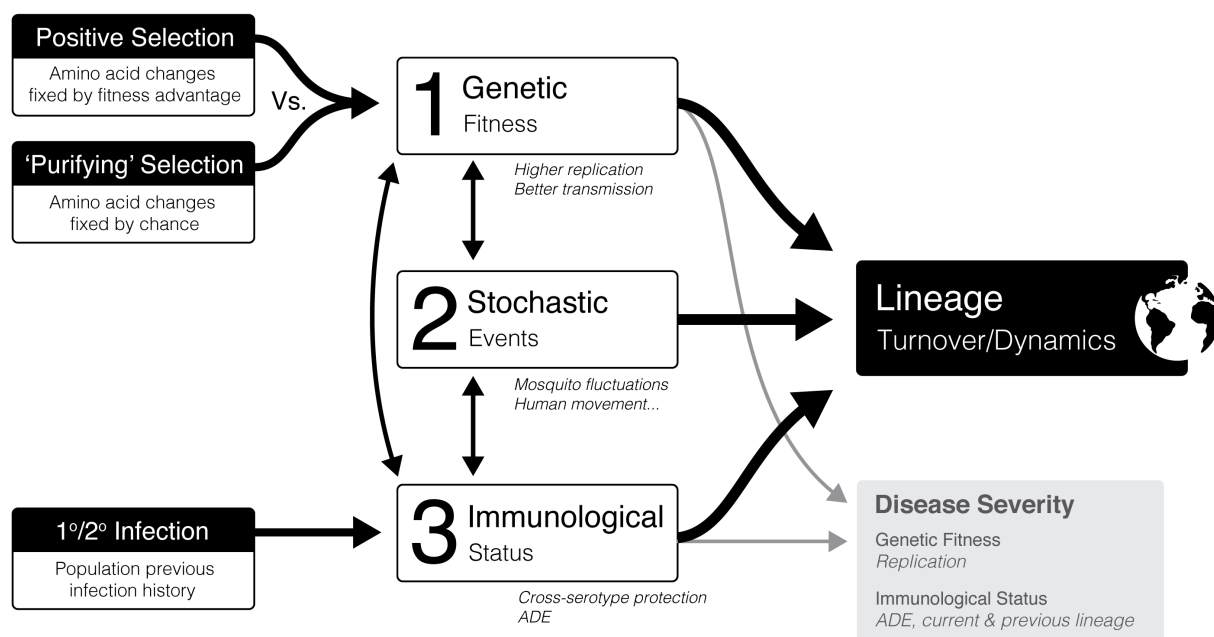 Positive Selection
Amino acid changes
fixed by fitness advantage
Vs.
'Purifying' Selection
Amino acid changes
fixed by chance
1 Genetic
Fitness
Higher replication
Better transmission
2 Stochastic
Events
Mosquito fluctuations
Human movement...
Lineage
Turnover/Dynamics
1º/2º Infection
Population previous
infection history
3 Immunological
Status
Cross-serotype protection
ADE
Disease Severity
Genetic Fitness
Replication
Immunological Status
ADE, current & previous lineage